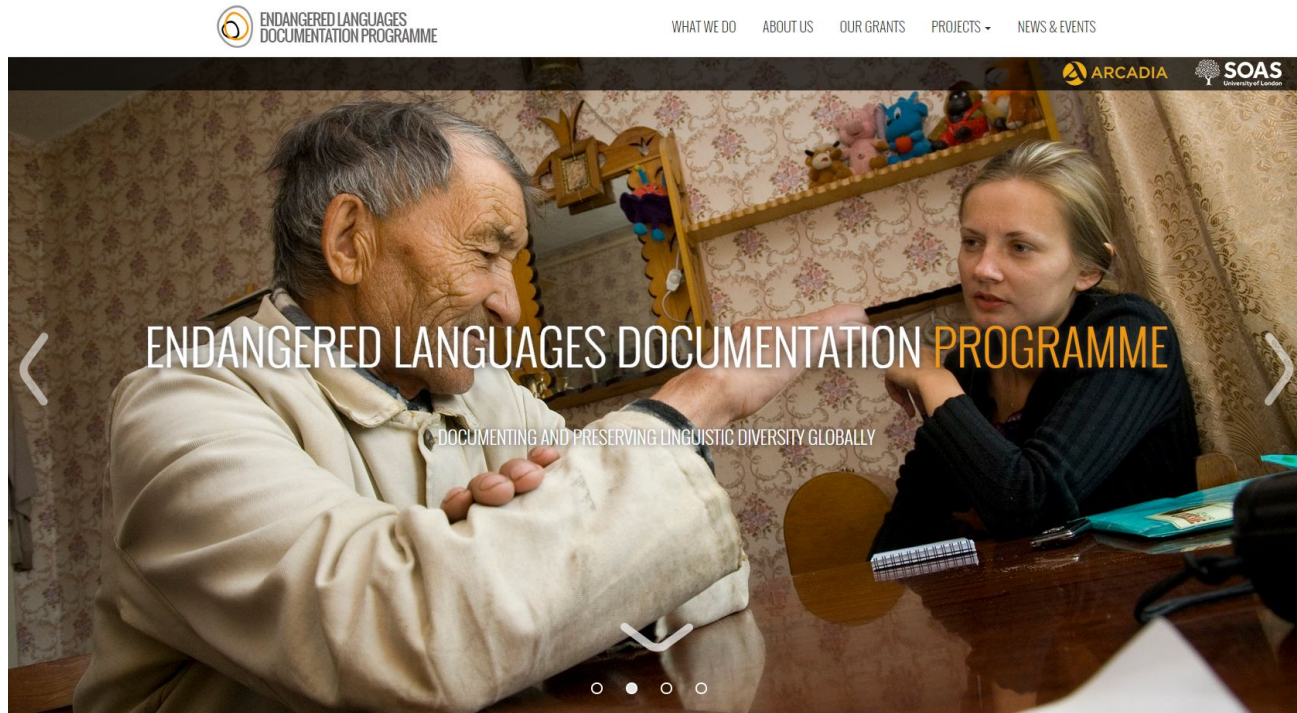 ENDANGERED LANGUAGES
DOCUMENTATION PROGRAMME
WHAT WE DO
ABOUT US
OUR GRANTS
PROJECTS
NEWS & EVENTS
ARCADIA
SOAS
University of London
ENDANGERED LANGUAGES DOCUMENTATION PROGRAMME
DOCUMENTING AND PRESERVING LINGUISTIC DIVERSITY GLOBALLY